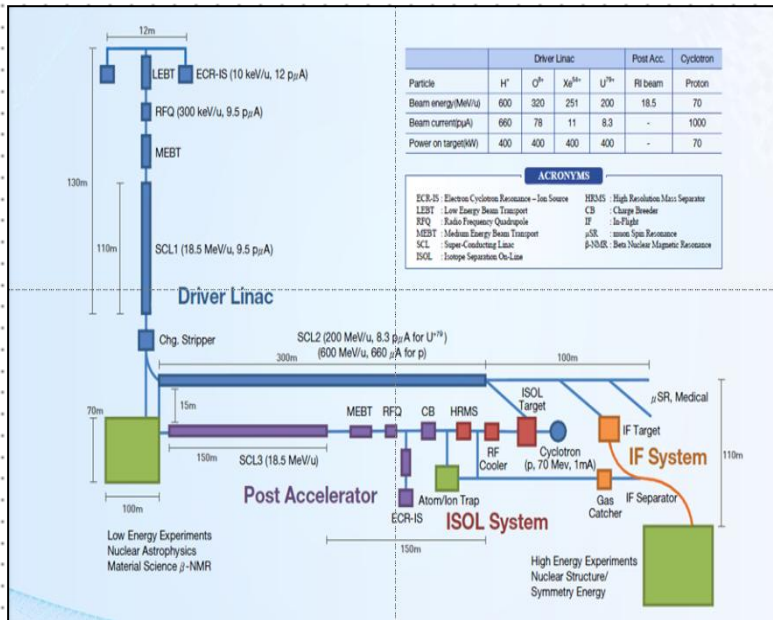 12m
LEBT
ECR-IS (10 keV/u, 12 pμA)
RFQ (300 keV/u, 9.5 pμA)
MEBT
130m
110m
SCL1 (18.5 MeV/u, 9.5 pμA)
Driver Linac
Chg. Stripper
Driver Linac Post Acc. Cyclotron
Particle H⁺ O⁸⁺ Xe⁵⁴⁺ U⁷⁹⁺ RI beam Proton
Beam energy(MeV/u) 600 320 251 200 18.5 70
Beam current(pμA) 660 78 11 8.3 - 1000
Power on target(kW) 400 400 400 400 - 70
ACRONYMS
ECR-IS : Electron Cyclotron Resonance – Ion Source
LEBT : Low Energy Beam Transport
RFQ : Radio Frequency Quadrupole
MEBT : Medium Energy Beam Transport
SCL : Super-Conducting Linac
ISOL : Isotope Separation On-Line
HRMS : High Resolution Mass Separator
CB : Charge Breeder
IF : In-Flight
μSR : muon Spin Resonance
β-NMR : Beta Nuclear Magnetic Resonance
SCL2 (200 MeV/u, 8.3 pμA for U⁺⁷⁹)
(600 MeV/u, 660 μA for p)
300m
100m
μSR, Medical
70m
15m
MEBT
RFQ
CB
HRMS
ISOL
Target
IF Target
150m
SCL3 (18.5 MeV/u)
RF
Cooler
Cyclotron
(p, 70 Mev, 1mA)
IF System
110m
Post Accelerator
ECR-IS
Atom/Ion Trap
ISOL System
Gas
Catcher
IF Separator
100m
150m
Low Energy Experiments
Nuclear Astrophysics
Material Science β-NMR
High Energy Experiments
Nuclear Structure/
Symmetry Energy